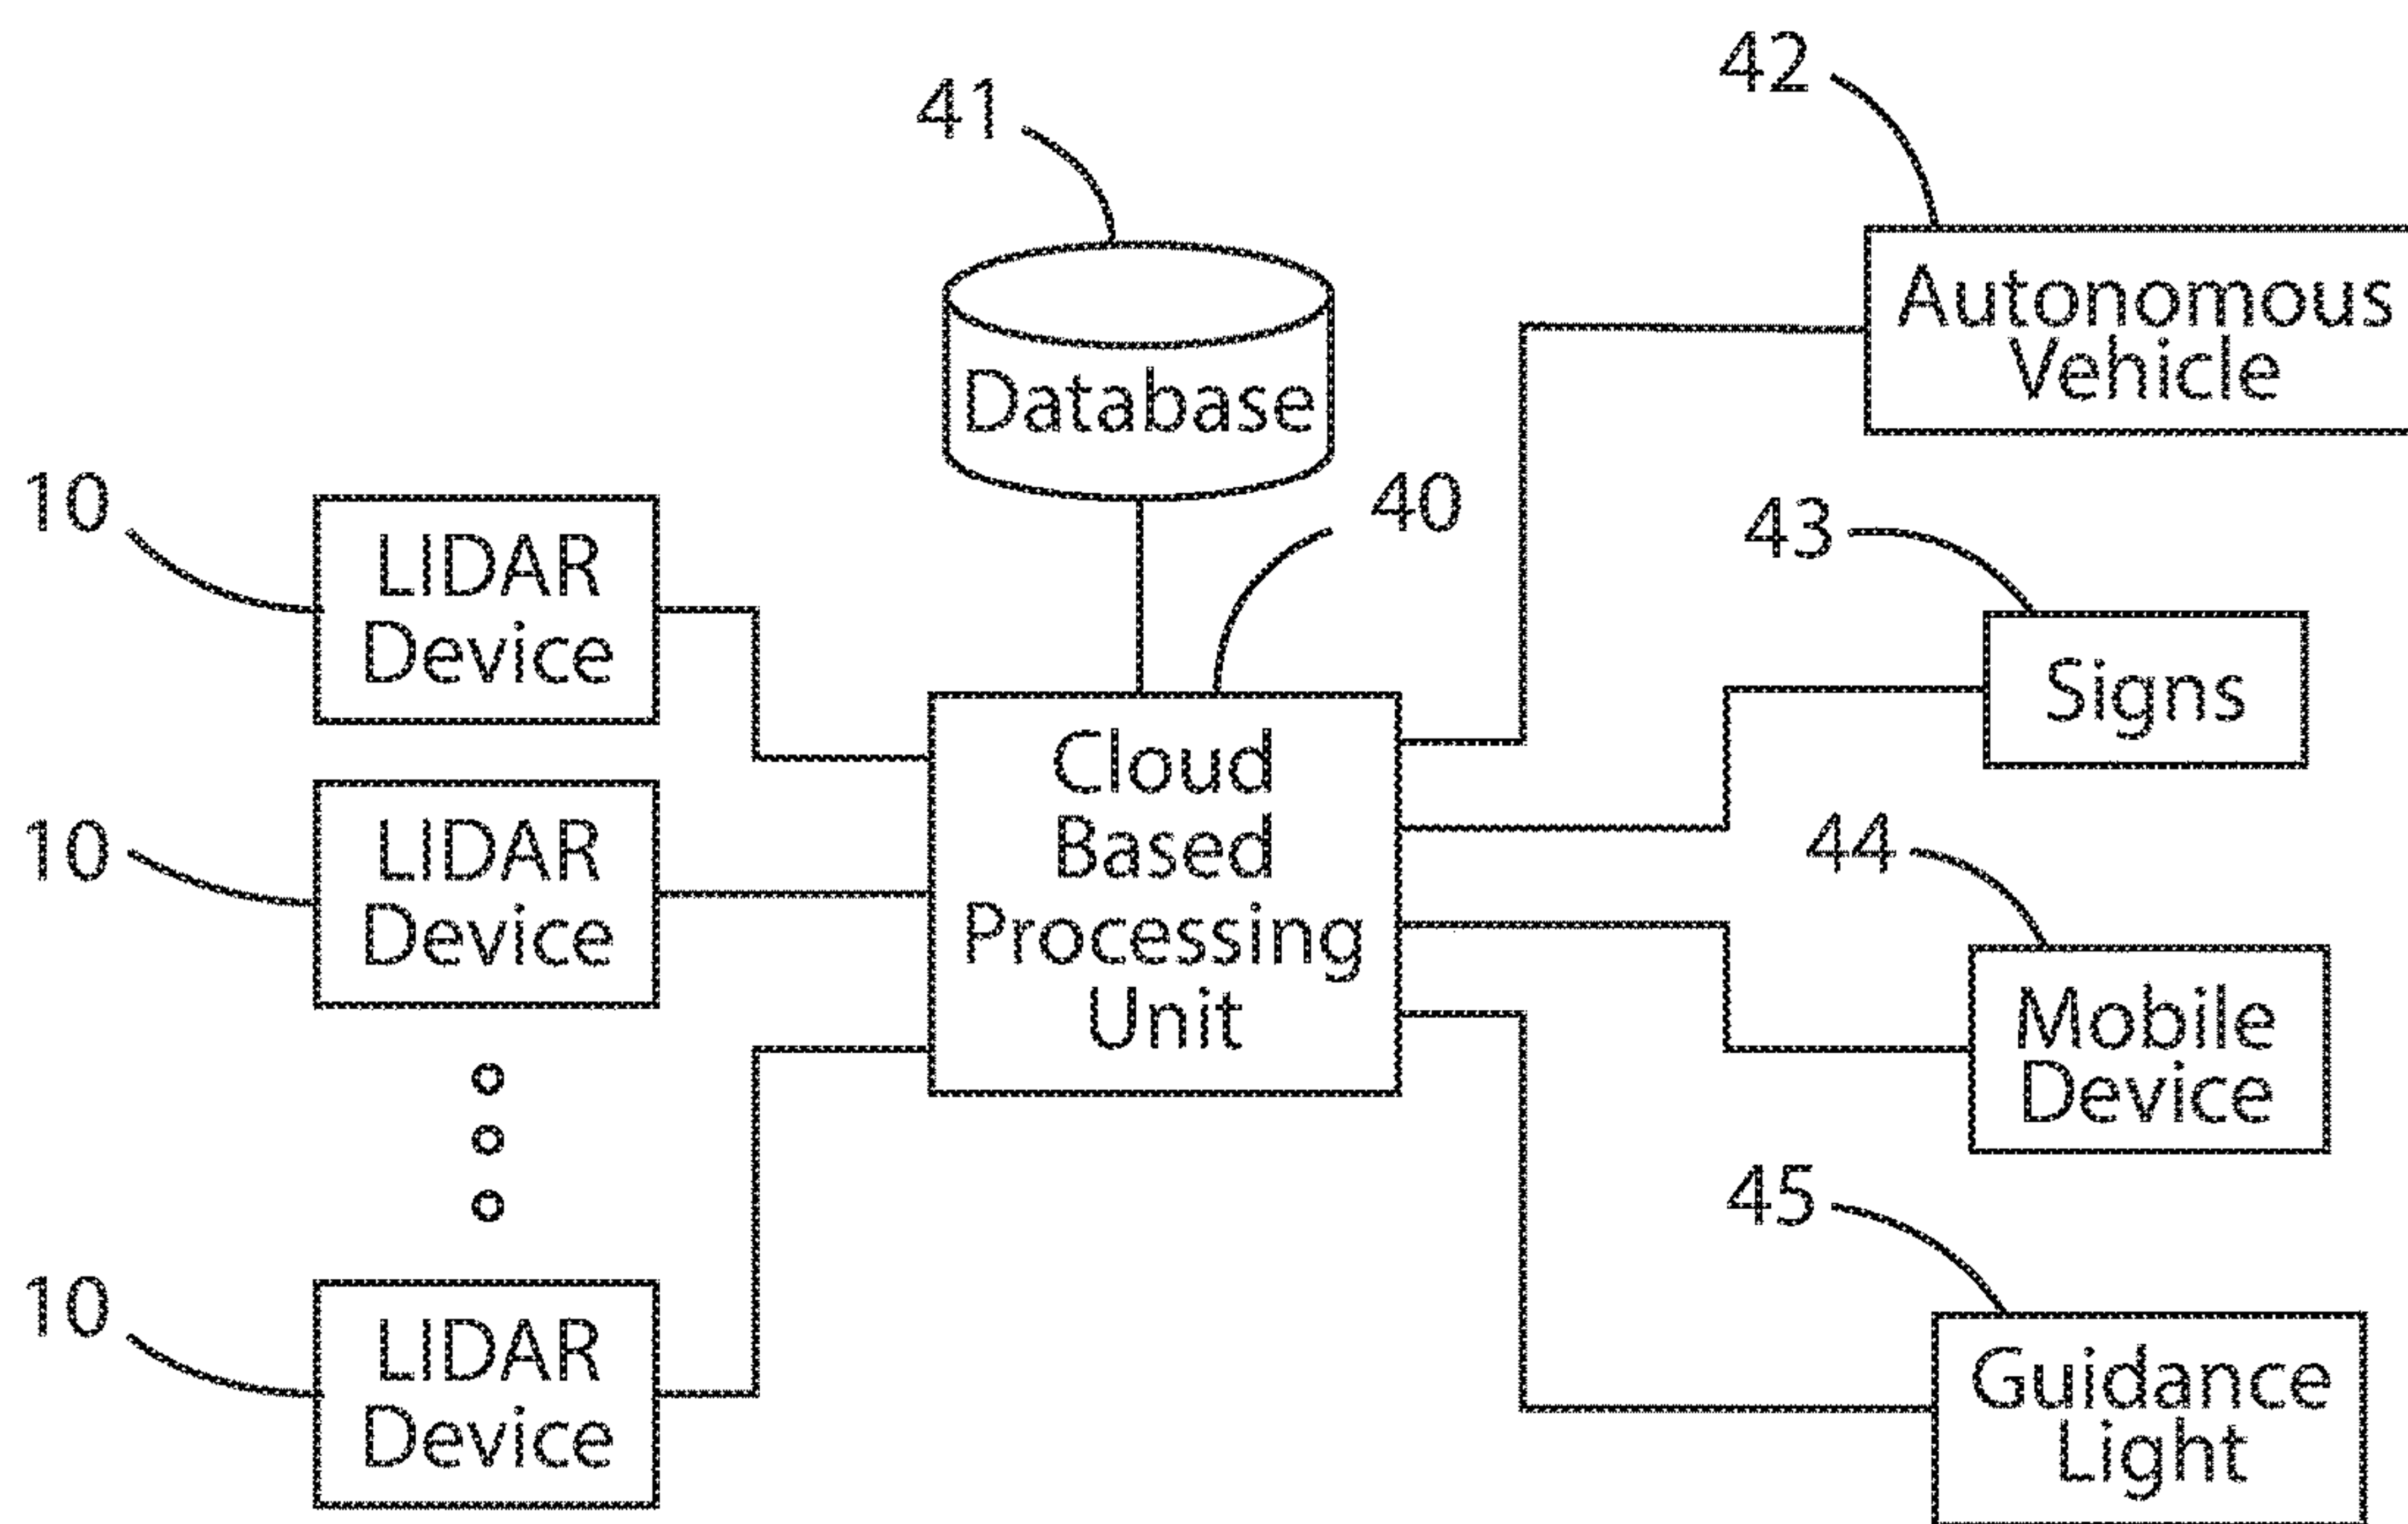 42
41
Autonomous
Vehicle
Database
10
40
43
LIDAR
Device
Signs
Cloud
Based
Processing
Unit
10
LIDAR
Device
44
Mobile
Device
45
10
LIDAR
Device
Guidance
Light